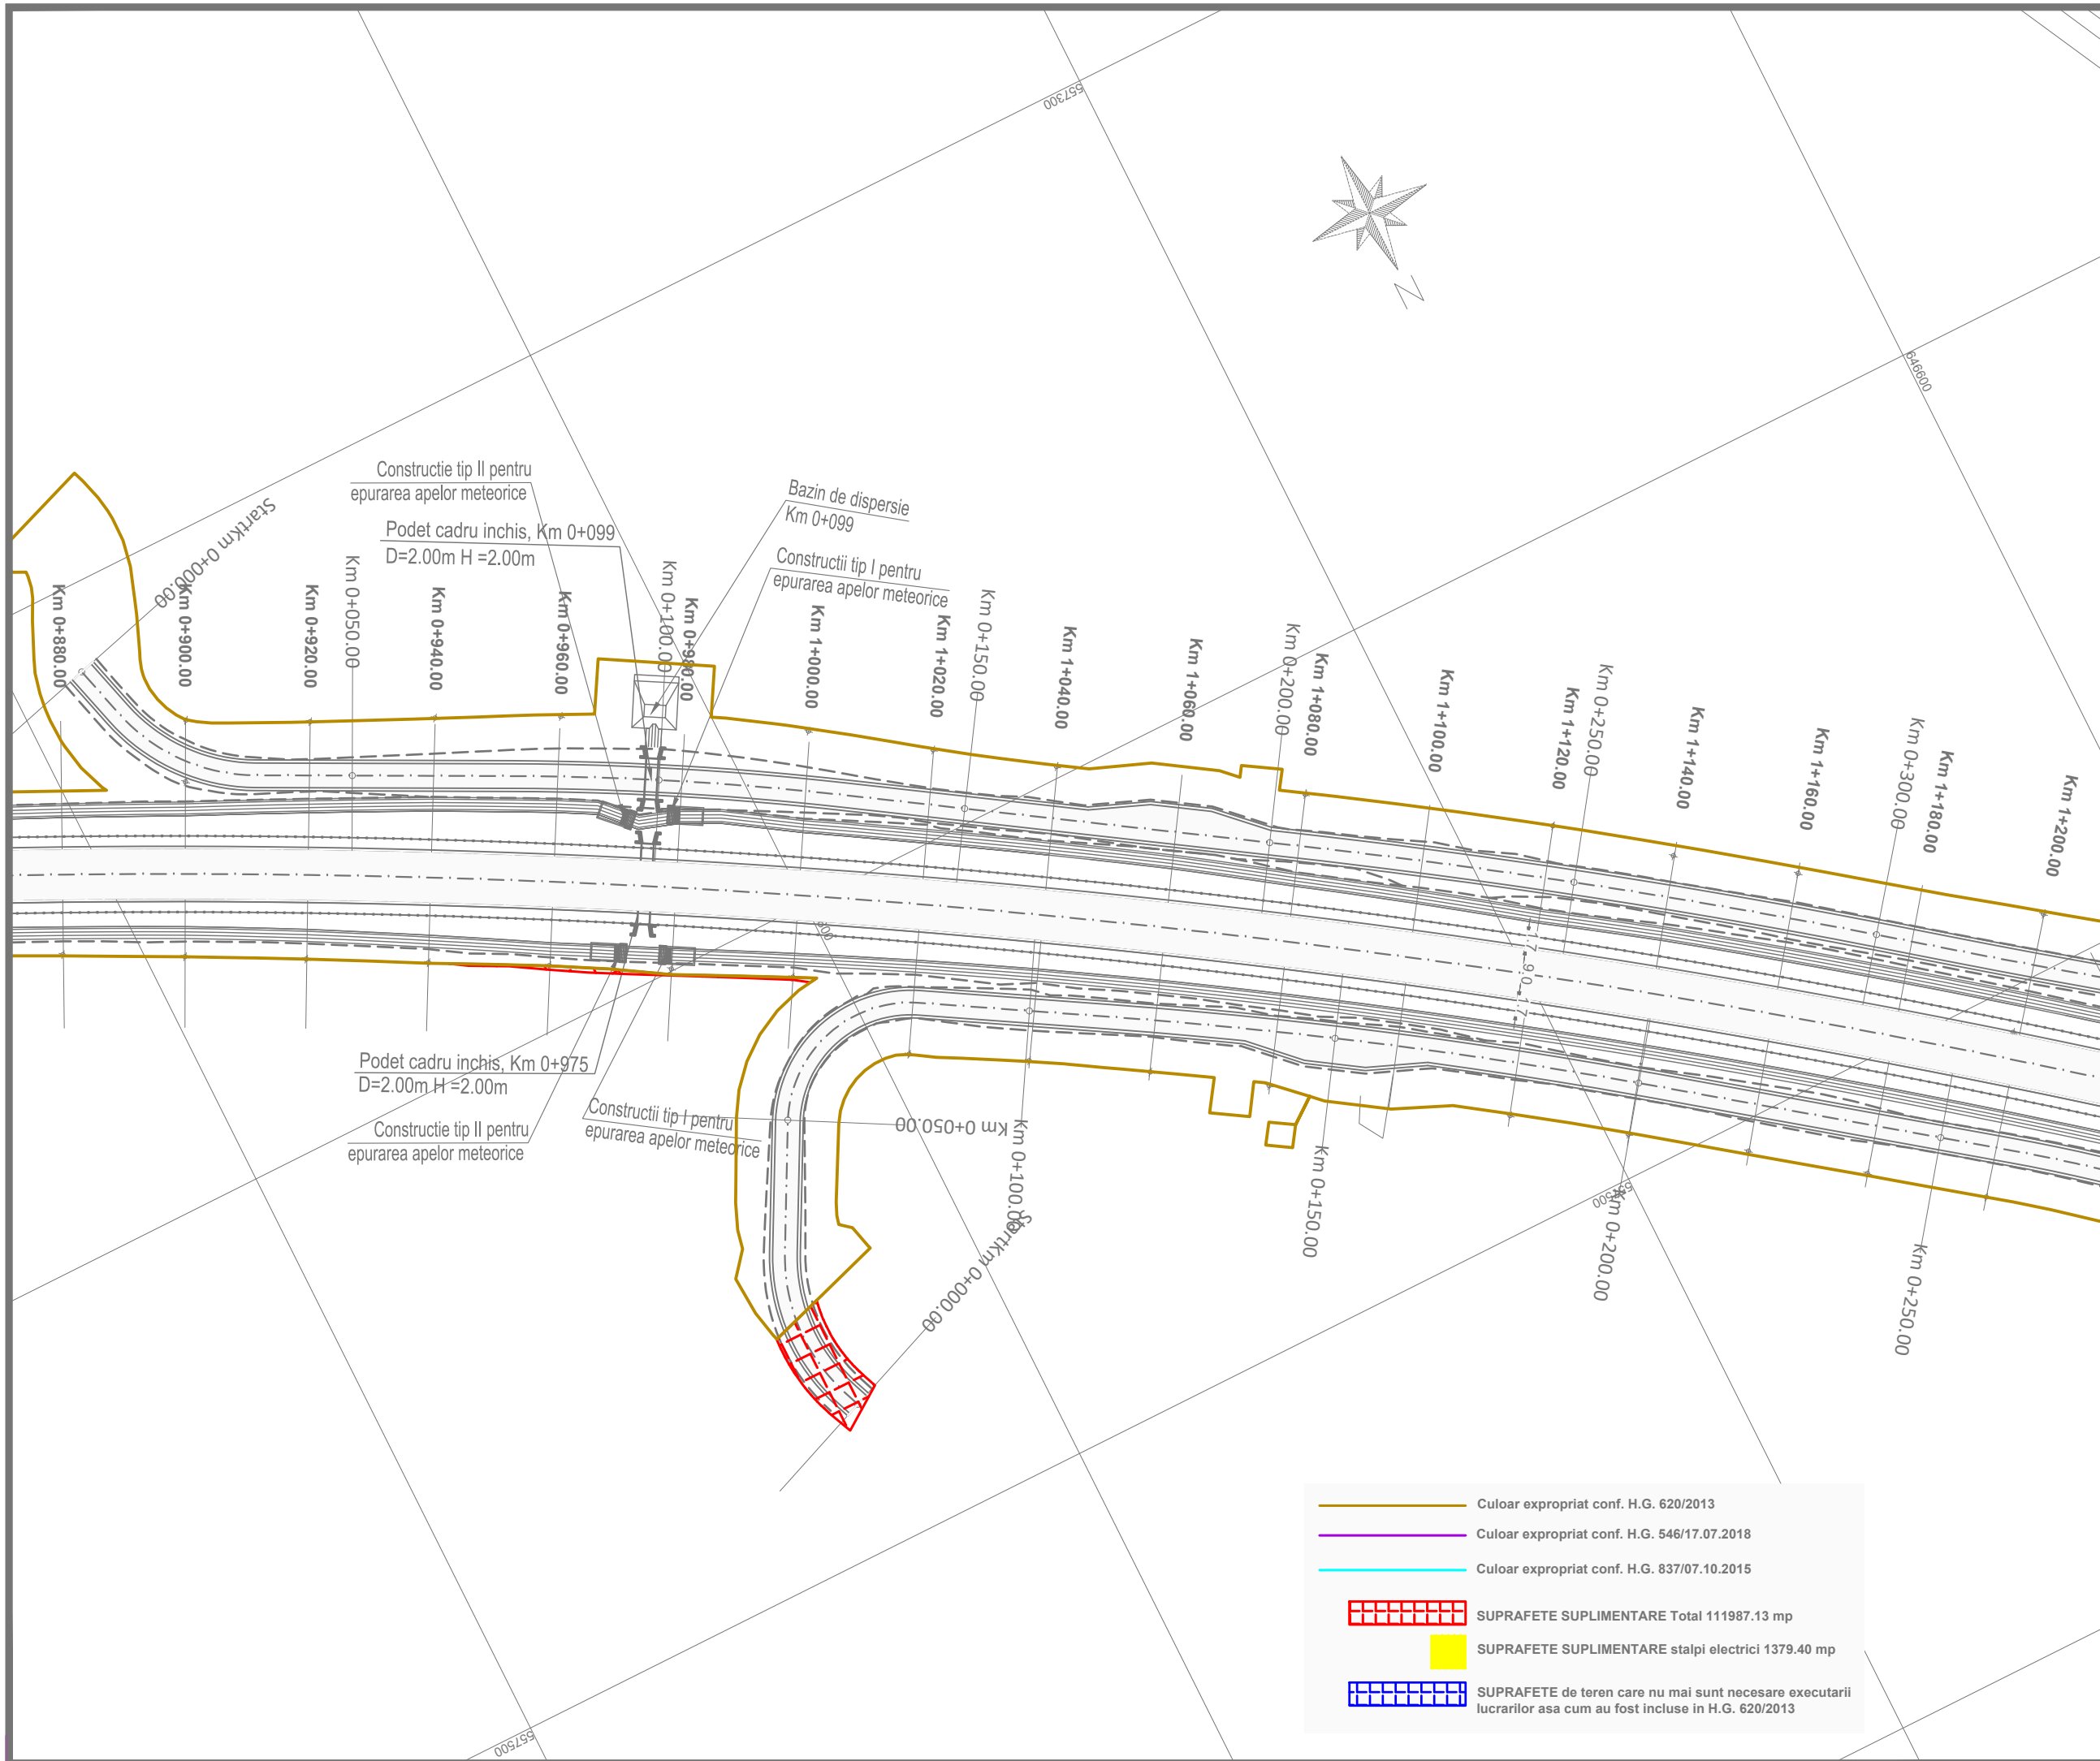 557300
N
646600
StartKm 0+000.00
Constructie tip II pentru
epurarea apelor meteorice
Podet cadru inchis, Km 0+099
D=2.00m H =2.00m
Bazin de dispersie
Km 0+099
Constructii tip I pentru
epurarea apelor meteorice
Km 0+880.00
Km 0+900.00
Km 0+920.00
Km 0+050.00
Km 0+940.00
Km 0+960.00
Km 0+100.00
Km 0+980.00
Km 1+000.00
Km 1+020.00
Km 0+150.00
Km 1+040.00
Km 1+060.00
Km 0+200.00
Km 1+080.00
Km 1+100.00
Km 1+120.00
Km 0+250.00
Km 1+140.00
Km 1+160.00
Km 0+300.00
Km 1+180.00
Km 1+200.00
Podet cadru inchis, Km 0+975
D=2.00m H =2.00m
Constructie tip II pentru
epurarea apelor meteorice
Constructii tip I pentru
epurarea apelor meteorice
Km 0+050.00
Km 0+100.00
StartKm 0+000.00
Km 0+150.00
557500
Km 0+200.00
Km 0+250.00
557500
Culoar expropriat conf. H.G. 620/2013
Culoar expropriat conf. H.G. 546/17.07.2018
Culoar expropriat conf. H.G. 837/07.10.2015
SUPRAFETE SUPLIMENTARE Total 111987.13 mp
SUPRAFETE SUPLIMENTARE stalpi electrici 1379.40 mp
SUPRAFETE de teren care nu mai sunt necesare executarii
lucrarilor asa cum au fost incluse in H.G. 620/2013